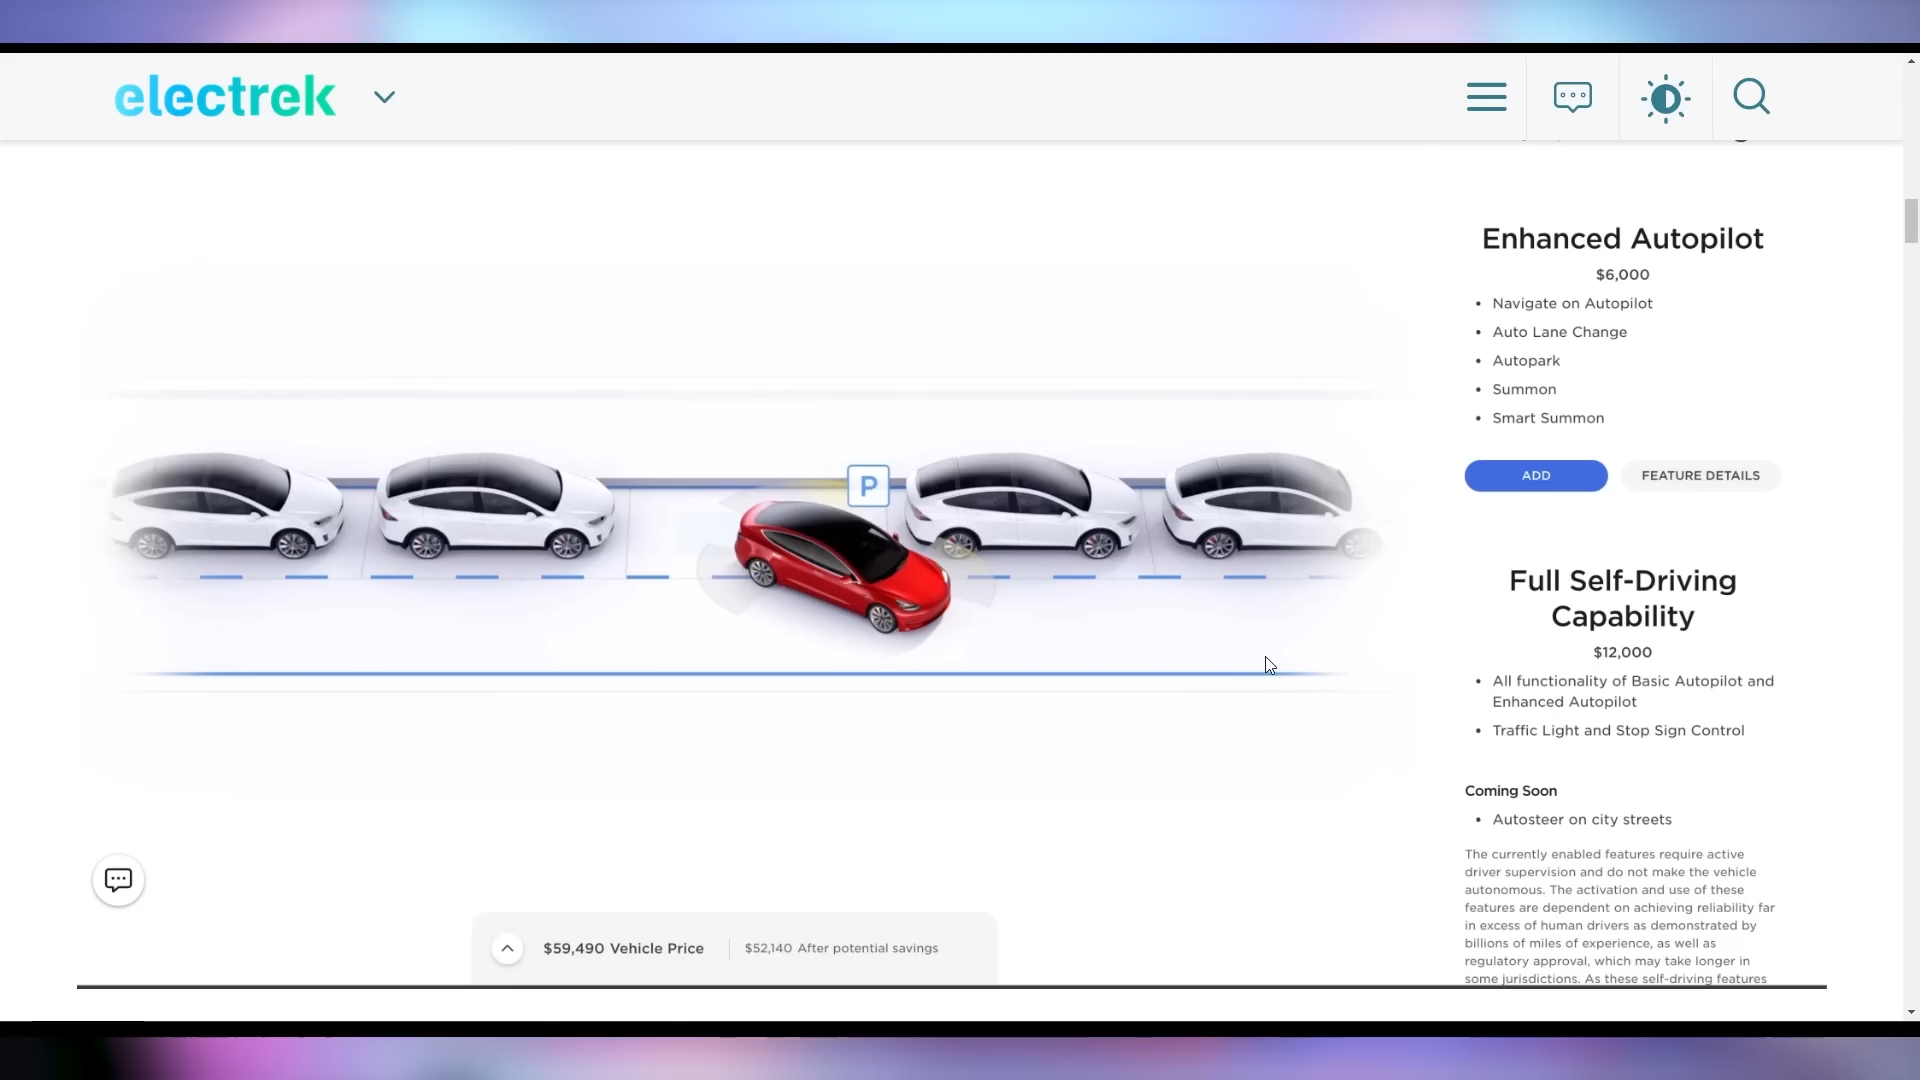 electrek
Enhanced Autopilot
$6,000
• Navigate on Autopilot
• Auto Lane Change
• Autopark
• Summon
• Smart Summon
ADD FEATURE DETAILS
P
Full Self-Driving
Capability
$12,000
• All functionality of Basic Autopilot and
Enhanced Autopilot
• Traffic Light and Stop Sign Control
Coming Soon
• Autosteer on city streets
The currently enabled features require active
driver supervision and do not make the vehicle
autonomous. The activation and use of these
features are dependent on achieving reliability far
in excess of human drivers as demonstrated by
billions of miles of experience, as well as
regulatory approval, which may take longer in
some jurisdictions. As these self-driving features
$59,490 Vehicle Price $52,140 After potential savings